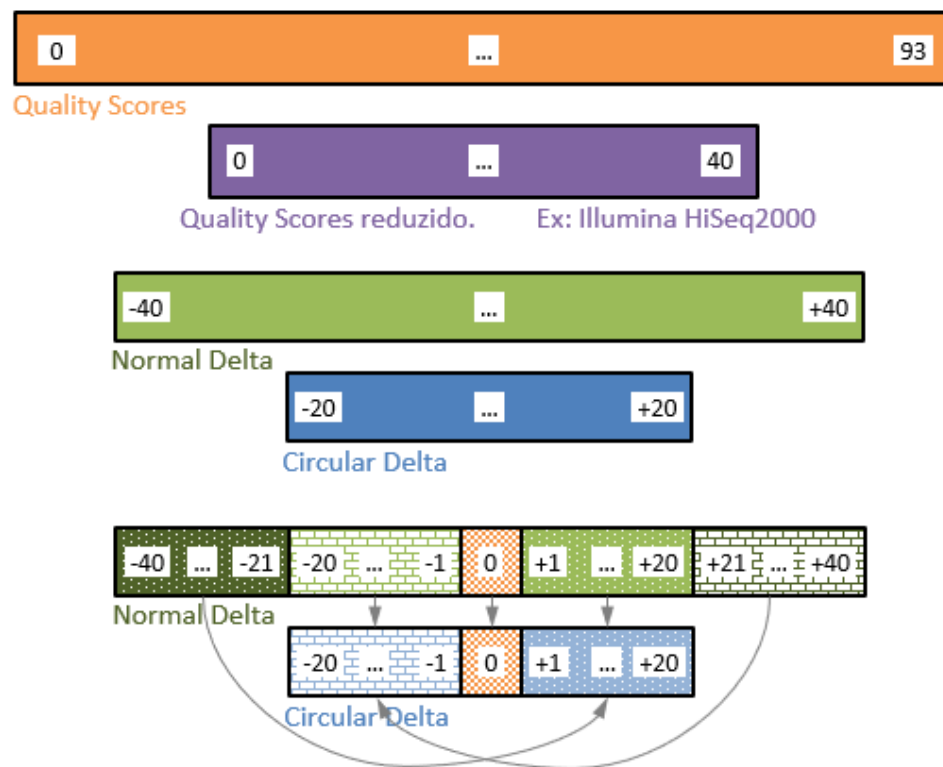 0 ... 93
Quality Scores
0 ... 40
Quality Scores reduzido. Ex: Illumina HiSeq2000
-40 ... +40
Normal Delta
-20 ... +20
Circular Delta
-40 ... -21 -20 ... -1 0 +1 ... +20 +21 ... +40
Normal Delta
-20 ... -1 0 +1 ... +20
Circular Delta